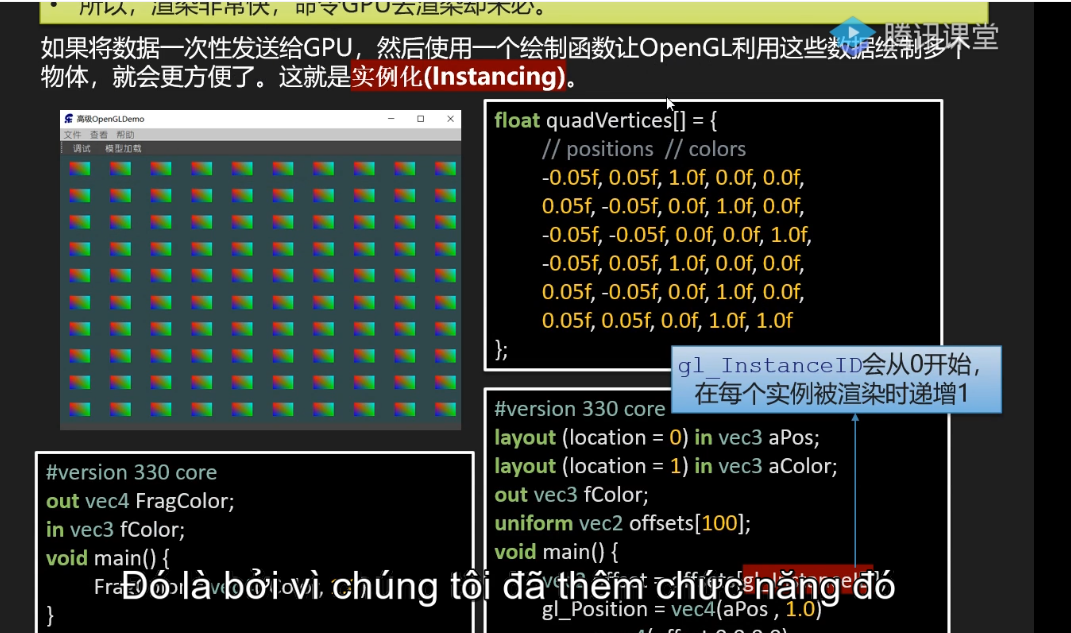 • 所以，渲染非常快，命令GPU去渲染却未必。
腾讯课堂
如果将数据一次性发送给GPU，然后使用一个绘制函数让OpenGL利用这些数据绘制多个
物体，就会更方便了。这就是实例化(Instancing)。
高级OpenGLDemo
文件 查看 帮助
调试 模型加载
float quadVertices[] = {
// positions // colors
-0.05f, 0.05f, 1.0f, 0.0f, 0.0f,
0.05f, -0.05f, 0.0f, 1.0f, 0.0f,
-0.05f, -0.05f, 0.0f, 0.0f, 1.0f,
-0.05f, 0.05f, 1.0f, 0.0f, 0.0f,
0.05f, -0.05f, 0.0f, 1.0f, 0.0f,
0.05f, 0.05f, 0.0f, 1.0f, 1.0f
};
gl_InstanceID会从0开始，
在每个实例被渲染时递增1
#version 330 core
layout (location = 0) in vec3 aPos;
layout (location = 1) in vec3 aColor;
out vec3 fColor;
uniform vec2 offsets[100];
void main() {
gl_Position = vec4(aPos , 1.0)
#version 330 core
out vec4 FragColor;
in vec3 fColor;
void main() {
}
Đó là bởi vì chúng tôi đã thêm chức năng đó